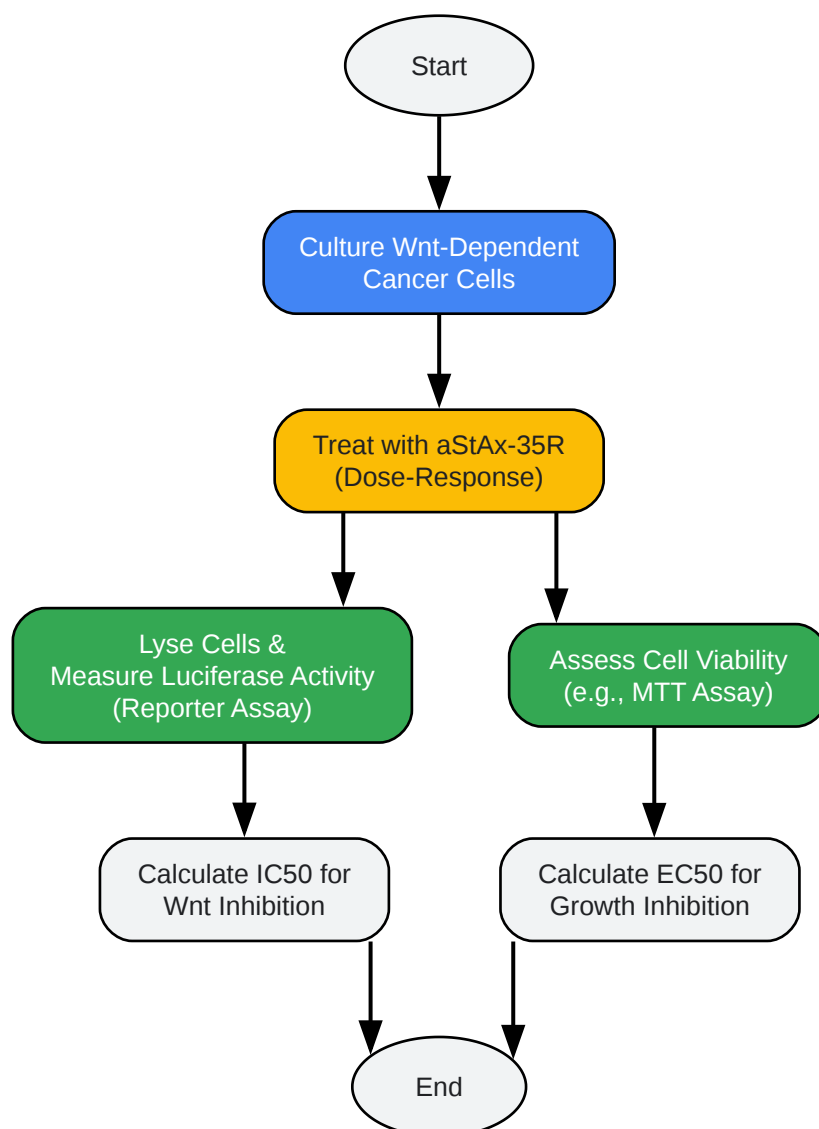 Start
Culture Wnt-Dependent
Cancer Cells
Treat with aStAx-35R
(Dose-Response)
Lyse Cells &
Measure Luciferase Activity
(Reporter Assay)
Assess Cell Viability
(e.g., MTT Assay)
Calculate IC50 for
Wnt Inhibition
Calculate EC50 for
Growth Inhibition
End